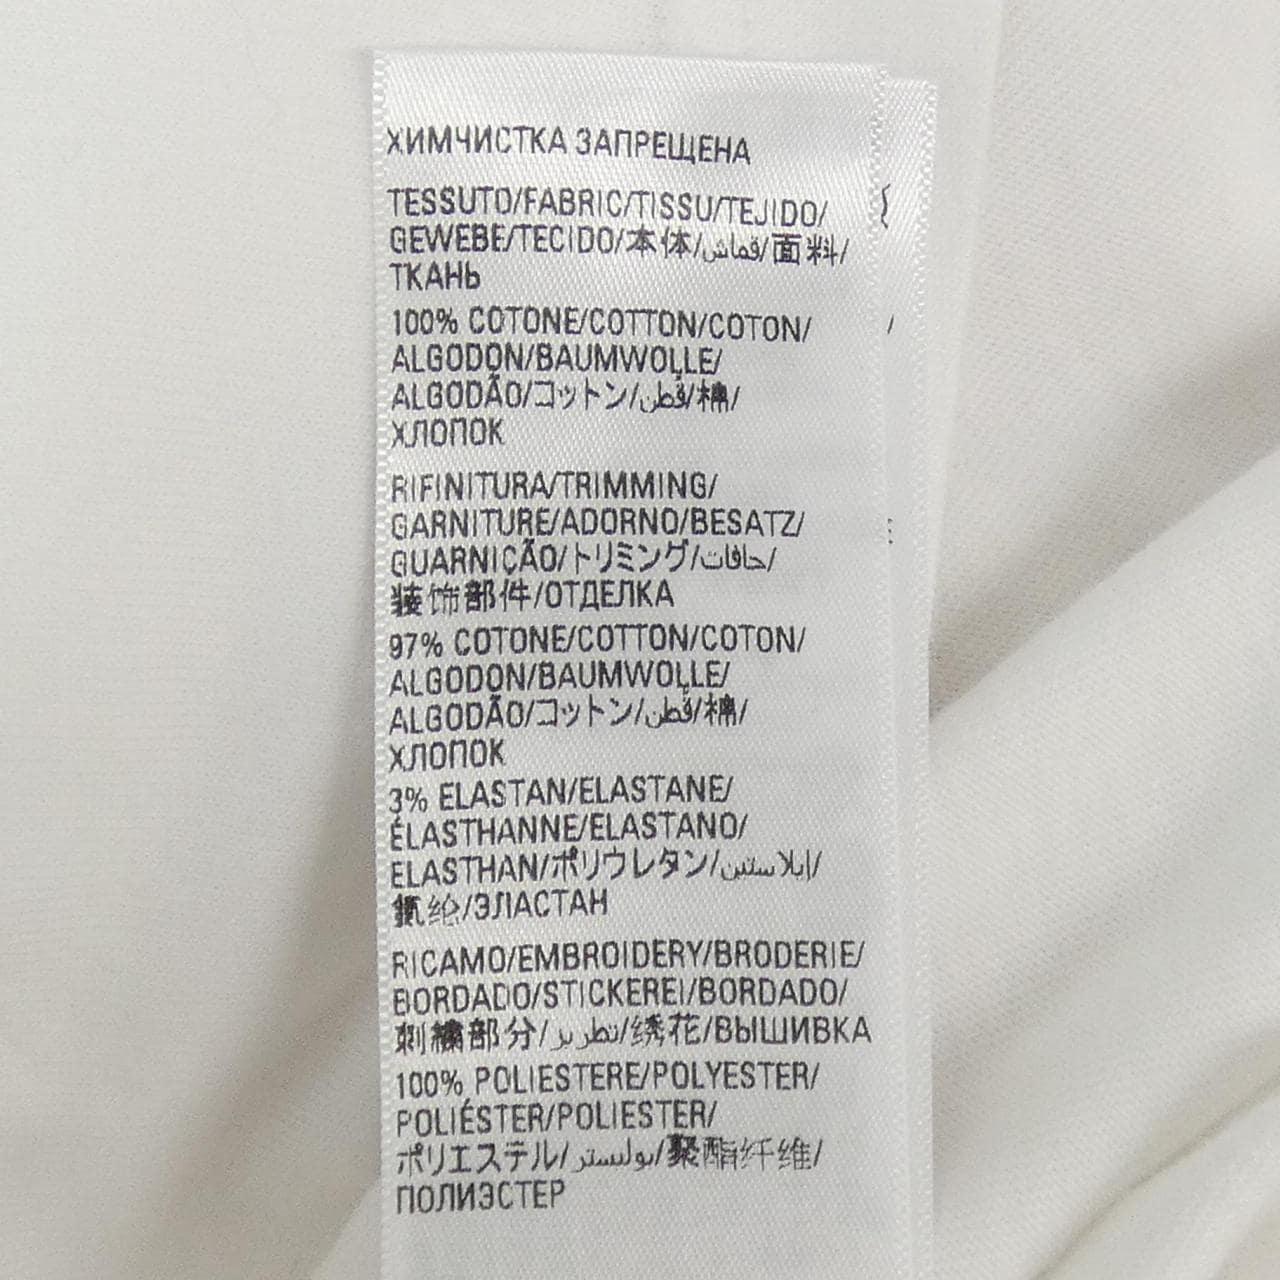 ХИМЧИСТКА ЗАПРЕЩЕНА
TESSUTO/FABRIC/TISSU/TEJIDO/
GEWEBE/TECIDO/本体/قماش/面料/
ТКАНЬ
100% COTONE/COTTON/COTON/
ALGODON/BAUMWOLLE/
ALGODÃO/コットン/قطن/棉/
ХЛОПОК
RIFINITURA/TRIMMING/
GARNITURE/ADORNO/BESATZ/
GUARNIÇÃO/トリミング/حافات/
装饰部件/ОТДЕЛКА
97% COTONE/COTTON/COTON/
ALGODON/BAUMWOLLE/
ALGODÃO/コットン/قطن/棉/
ХЛОПОК
3% ELASTAN/ELASTANE/
ÉLASTHANNE/ELASTANO/
ELASTHAN/ポリウレタン/إيلاستين/
氨纶/ЭЛАСТАН
RICAMO/EMBROIDERY/BRODERIE/
BORDADO/STICKEREI/BORDADO/
刺繍部分/تطريز/绣花/ВЫШИВКА
100% POLIESTERE/POLYESTER/
POLIÉSTER/POLIESTER/
ポリエステル/بوليستر/聚酯纤维/
ПОЛИЭСТЕР